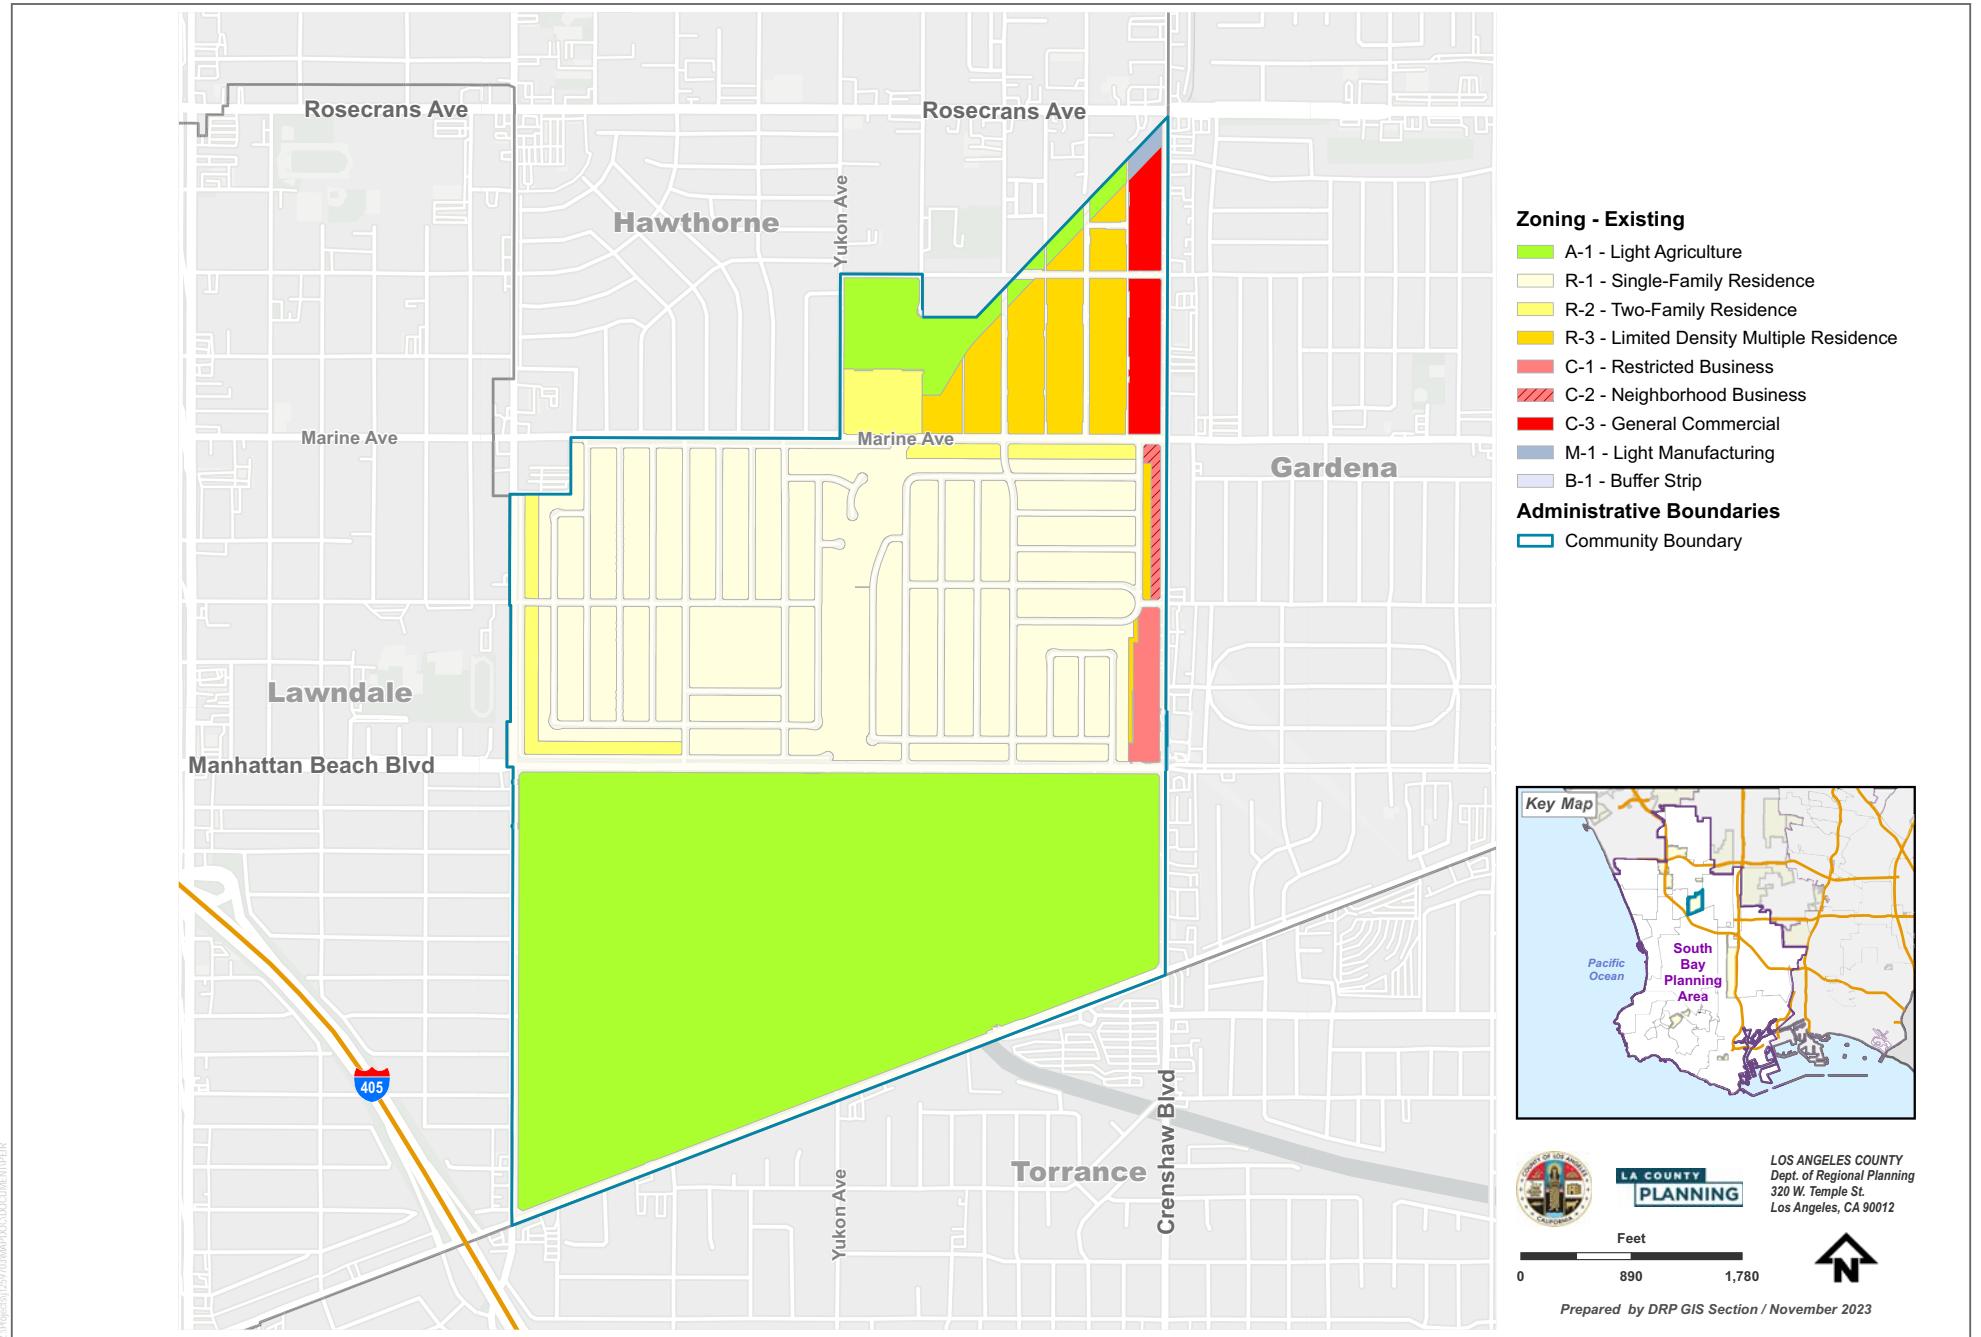 Rosecrans Ave
Rosecrans Ave
Hawthorne
Yukon Ave
Marine Ave
Marine Ave
Gardena
Lawndale
Manhattan Beach Blvd
405
Torrance
Yukon Ave
Crenshaw Blvd
Zoning - Existing
A-1 - Light Agriculture
R-1 - Single-Family Residence
R-2 - Two-Family Residence
R-3 - Limited Density Multiple Residence
C-1 - Restricted Business
C-2 - Neighborhood Business
C-3 - General Commercial
M-1 - Light Manufacturing
B-1 - Buffer Strip
Administrative Boundaries
Community Boundary
Key Map
Pacific
Ocean
South
Bay
Planning
Area
COUNTY OF LOS ANGELES
CALIFORNIA
LA COUNTY
PLANNING
LOS ANGELES COUNTY
Dept. of Regional Planning
320 W. Temple St.
Los Angeles, CA 90012
Feet
0 890 1,780
N
Prepared by DRP GIS Section / November 2023